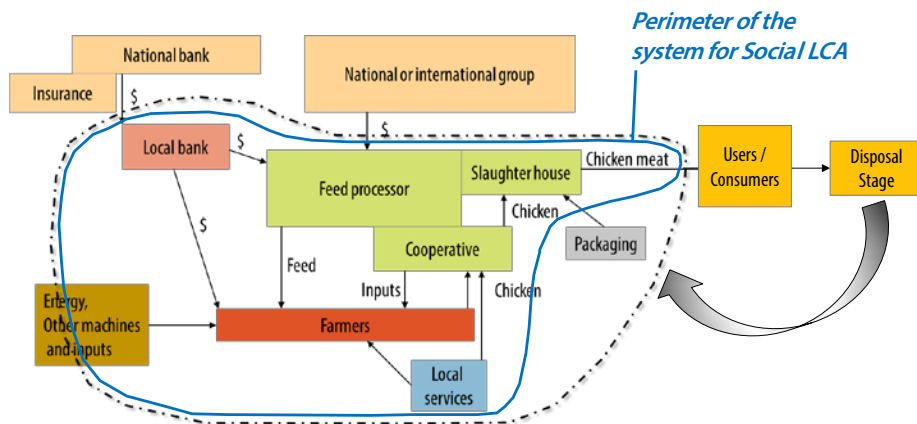 Perimeter of the
system for Social LCA
National bank
Insurance
National or international group
$
$
Local bank
$
Feed processor
Slaughter house
Chicken meat
Users /
Consumers
Disposal
Stage
$
Chicken
Cooperative
Packaging
Feed
Inputs
Chicken
Energy,
Other machines
and inputs
Farmers
Local
services